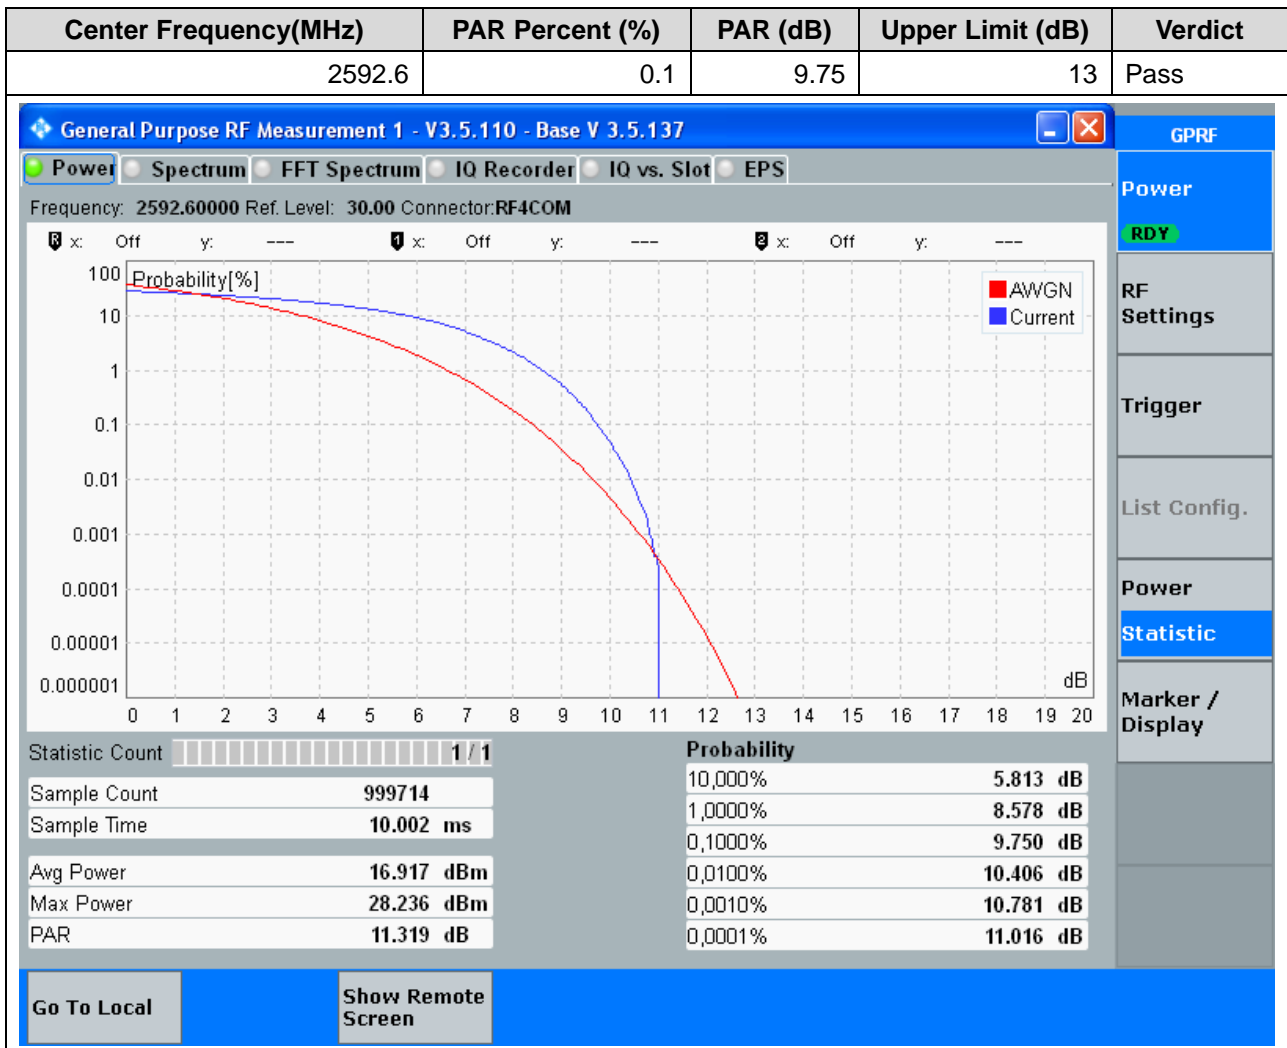 Center Frequency(MHz) PAR Percent (%) PAR (dB) Upper Limit (dB) Verdict
2592.6 0.1 9.75 13 Pass
General Purpose RF Measurement 1 - V3.5.110 - Base V 3.5.137
GPRF
Power Spectrum FFT Spectrum IQ Recorder IQ vs. Slot EPS
Frequency: 2592.60000 Ref. Level: 30.00 Connector:RF4COM
R x: Off y: --- 1 x: Off y: --- 2 x: Off y: ---
Probability[%]
100
10
1
0.1
0.01
0.001
0.0001
0.00001
0.000001
AWGN
Current
dB
0 1 2 3 4 5 6 7 8 9 10 11 12 13 14 15 16 17 18 19 20
Statistic Count 1 / 1
Sample Count 999714
Sample Time 10.002 ms
Avg Power 16.917 dBm
Max Power 28.236 dBm
PAR 11.319 dB
Probability
10,000% 5.813 dB
1,0000% 8.578 dB
0,1000% 9.750 dB
0,0100% 10.406 dB
0,0010% 10.781 dB
0,0001% 11.016 dB
Power
RDY
RF
Settings
Trigger
List Config.
Power
Statistic
Marker /
Display
Go To Local
Show Remote
Screen